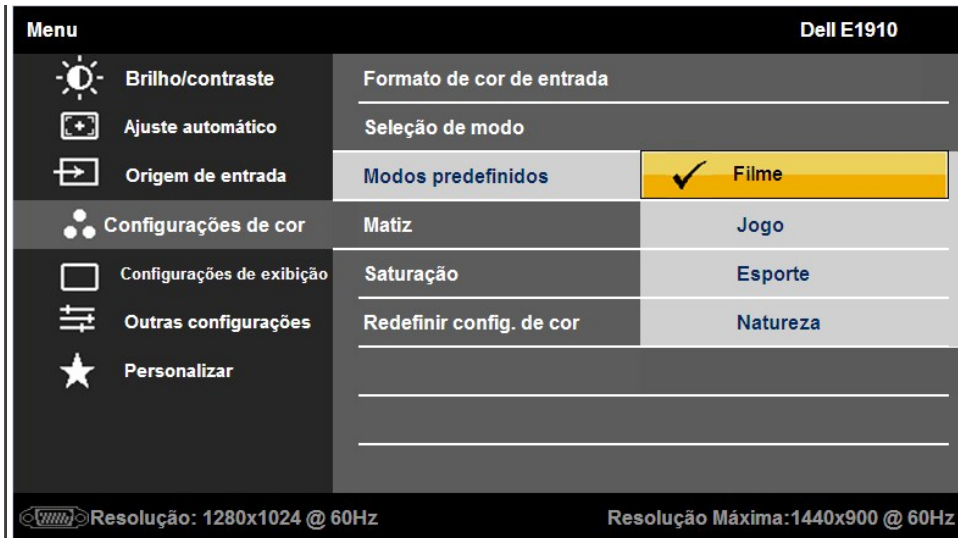 Menu
Dell E1910
Brilho/contraste
Formato de cor de entrada
Ajuste automático
Seleção de modo
Origem de entrada
Modos predefinidos
Filme
Configurações de cor
Matiz
Jogo
Configurações de exibição
Saturação
Esporte
Outras configurações
Redefinir config. de cor
Natureza
Personalizar
Resolução: 1280x1024 @ 60Hz
Resolução Máxima:1440x900 @ 60Hz